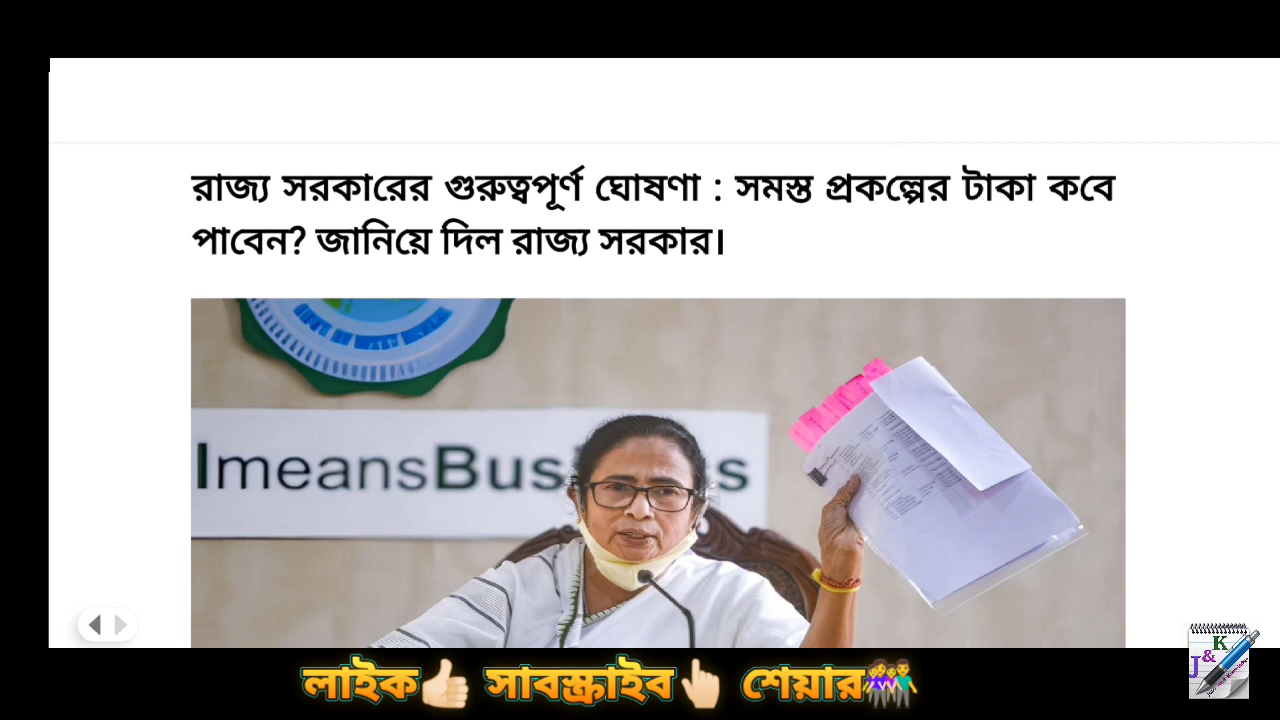 রাজ্য সরকারের গুরুত্বপূর্ণ ঘোষণা : সমস্ত প্রকল্পের টাকা কবে
পাবেন? জানিয়ে দিল রাজ্য সরকার।
ImeansBus s
লাইক সাবস্ক্রাইব শেয়ার
J&K